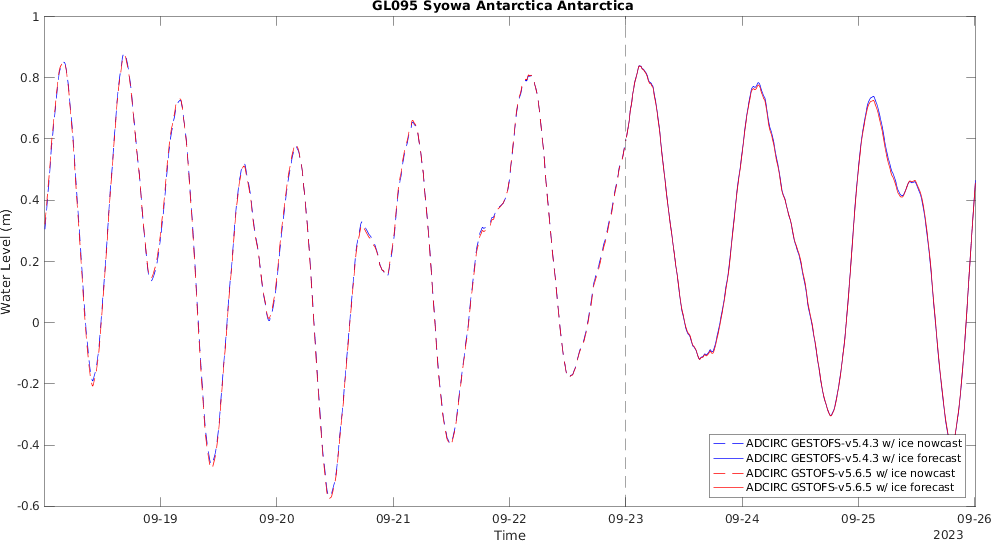 GL095 Syowa Antarctica Antarctica
1
0.8
0.6
0.4
0.2
0
-0.2
-0.4
-0.6
Water Level (m)
ADCIRC GESTOFS-v5.4.3 w/ ice nowcast
ADCIRC GESTOFS-v5.4.3 w/ ice forecast
ADCIRC GSTOFS-v5.6.5 w/ ice nowcast
ADCIRC GSTOFS-v5.6.5 w/ ice forecast
09-19 09-20 09-21 09-22 09-23 09-24 09-25 09-26
Time
2023